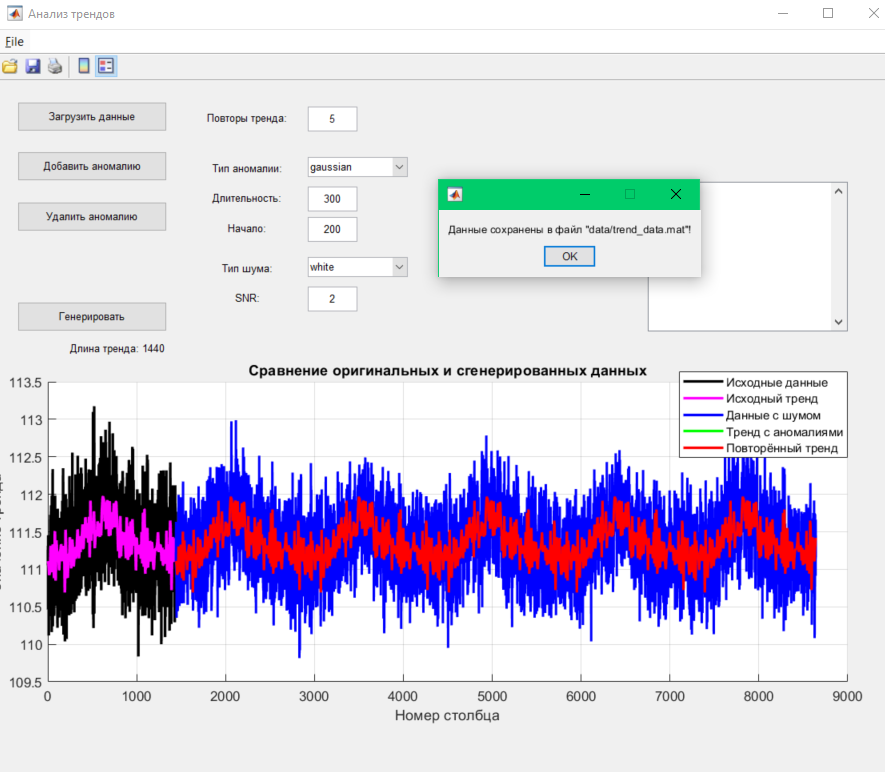 Анализ трендов
File
Загрузить данные
Повторы тренда:
5
Добавить аномалию
Тип аномалии:
gaussian
Длительность:
300
Удалить аномалию
Начало:
200
Тип шума:
white
SNR:
2
Генерировать
Длина тренда: 1440
Данные сохранены в файл "data/trend_data.mat"!
OK
Сравнение оригинальных и сгенерированных данных
Исходные данные
Исходный тренд
Данные с шумом
Тренд с аномалиями
Повторённый тренд
113.5
113
112.5
112
111.5
111
110.5
110
109.5
0 1000 2000 3000 4000 5000 6000 7000 8000 9000
Номер столбца